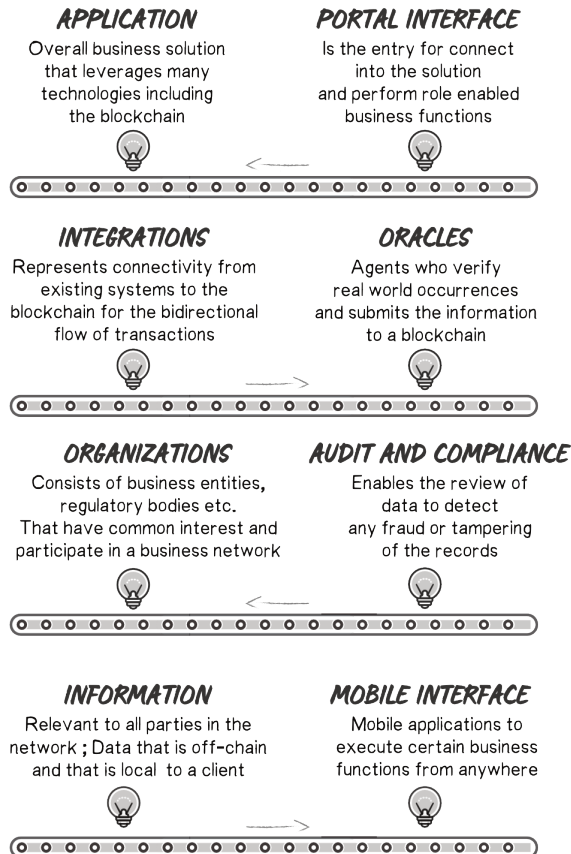 APPLICATION
Overall business solution
that leverages many
technologies including
the blockchain
PORTAL INTERFACE
Is the entry for connect
into the solution
and perform role enabled
business functions
INTEGRATIONS
Represents connectivity from
existing systems to the
blockchain for the bidirectional
flow of transactions
ORACLES
Agents who verify
real world occurrences
and submits the information
to a blockchain
ORGANIZATIONS
Consists of business entities,
regulatory bodies etc.
That have common interest and
participate in a business network
AUDIT AND COMPLIANCE
Enables the review of
data to detect
any fraud or tampering
of the records
INFORMATION
Relevant to all parties in the
network ; Data that is off-chain
and that is local to a client
MOBILE INTERFACE
Mobile applications to
execute certain business
functions from anywhere